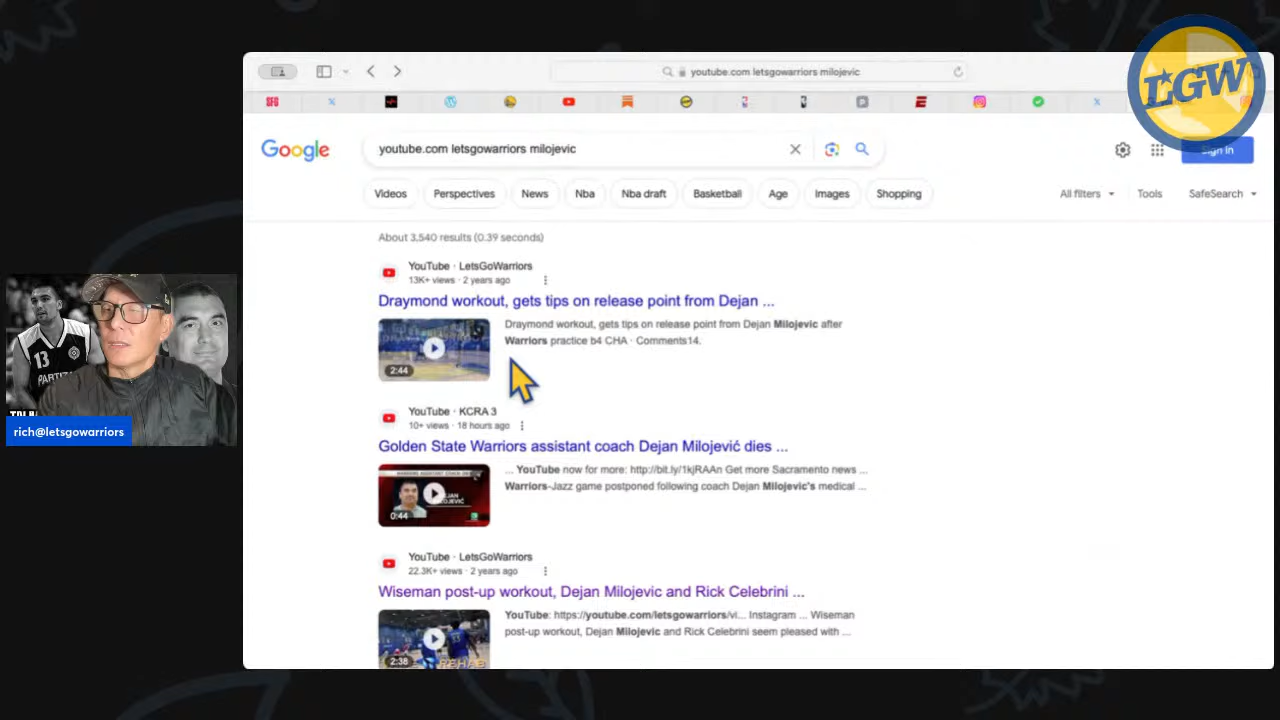 LGW
youtube.com letsgowarriors milojevic
SFG
Google
youtube.com letsgowarriors milojevic
Sign in
Videos
Perspectives
News
Nba
Nba draft
Basketball
Age
Images
Shopping
All filters
Tools
SafeSearch
About 3,540 results (0.39 seconds)
YouTube · LetsGoWarriors
13K+ views · 2 years ago
Draymond workout, gets tips on release point from Dejan ...
2:44
Draymond workout, gets tips on release point from Dejan Milojevic after
Warriors practice b4 CHA · Comments14.
YouTube · KCRA 3
10+ views · 18 hours ago
Golden State Warriors assistant coach Dejan Milojević dies ...
0:44
... YouTube now for more: http://bit.ly/1kjRAAn Get more Sacramento news ...
Warriors-Jazz game postponed following coach Dejan Milojević's medical ...
YouTube · LetsGoWarriors
22.3K+ views · 2 years ago
Wiseman post-up workout, Dejan Milojevic and Rick Celebrini ...
2:38
REHAB
YouTube: https://youtube.com/letsgowarriors/vi... Instagram ... Wiseman
post-up workout, Dejan Milojevic and Rick Celebrini seem pleased with ...
13
PARTIZ
rich@letsgowarriors